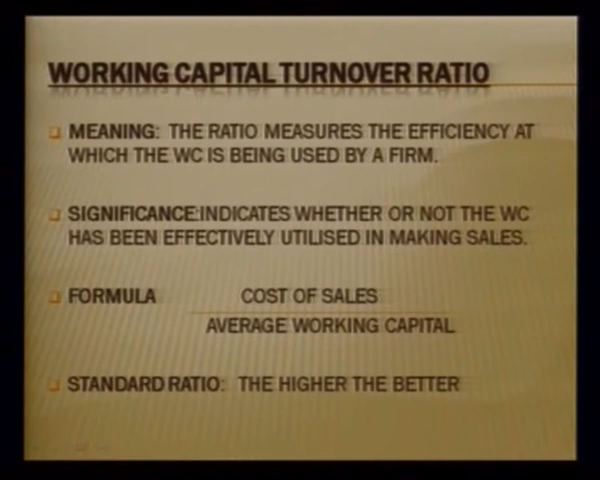 WORKING CAPITAL TURNOVER RATIO
MEANING: THE RATIO MEASURES THE EFFICIENCY AT
WHICH THE WC IS BEING USED BY A FIRM.
SIGNIFICANCE:INDICATES WHETHER OR NOT THE WC
HAS BEEN EFFECTIVELY UTILISED IN MAKING SALES.
FORMULA COST OF SALES
AVERAGE WORKING CAPITAL
STANDARD RATIO: THE HIGHER THE BETTER